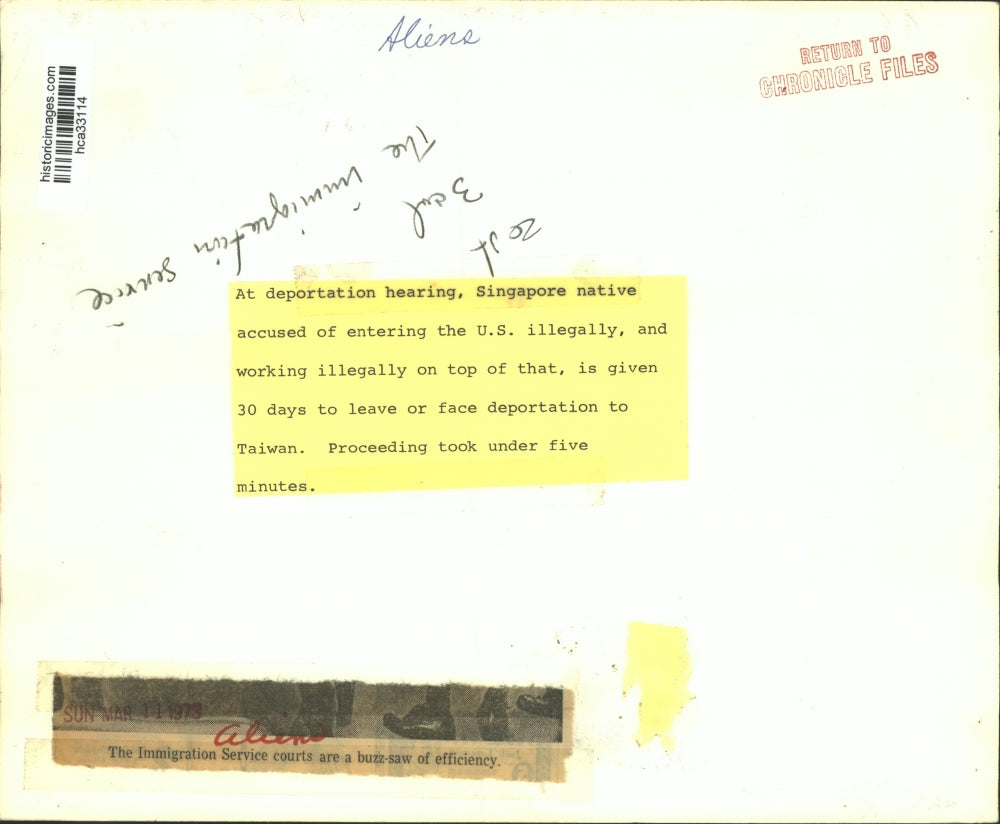 Aliens
RETURN TO
CHRONICLE FILES
historicimages.com
hca33114
The immigration service
3 col
At deportation hearing, Singapore native
accused of entering the U.S. illegally, and
working illegally on top of that, is given
30 days to leave or face deportation to
Taiwan. Proceeding took under five
minutes.
SUN MAR 11 1973
aliens
The Immigration Service courts are a buzz-saw of efficiency.